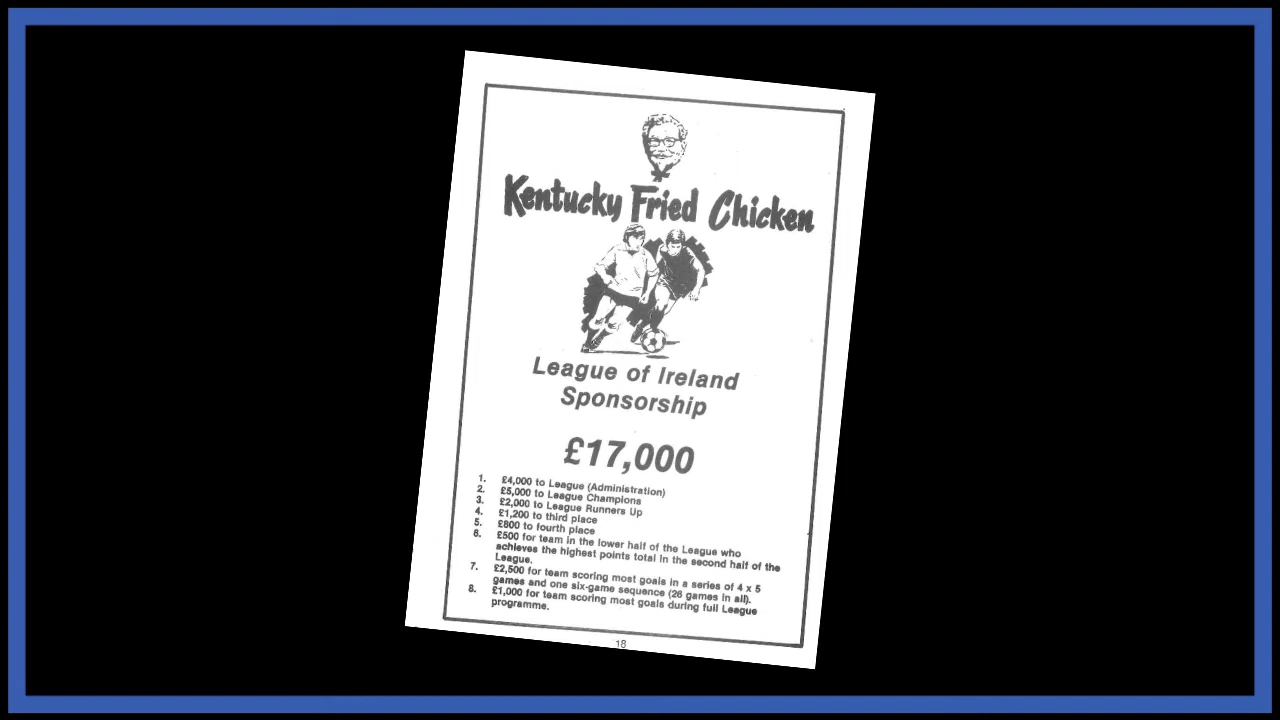 Kentucky Fried Chicken
League of Ireland
Sponsorship
£17,000
1. £4,000 to League (Administration)
2. £5,000 to League Champions
3. £2,000 to League Runners Up
4. £1,200 to third place
5. £800 to fourth place
6. £500 for team in the lower half of the League who
achieves the highest points total in the second half of the
League.
7. £2,500 for team scoring most goals in a series of 4 x 5
games and one six-game sequence (26 games in all).
8. £1,000 for team scoring most goals during full League
programme.
18